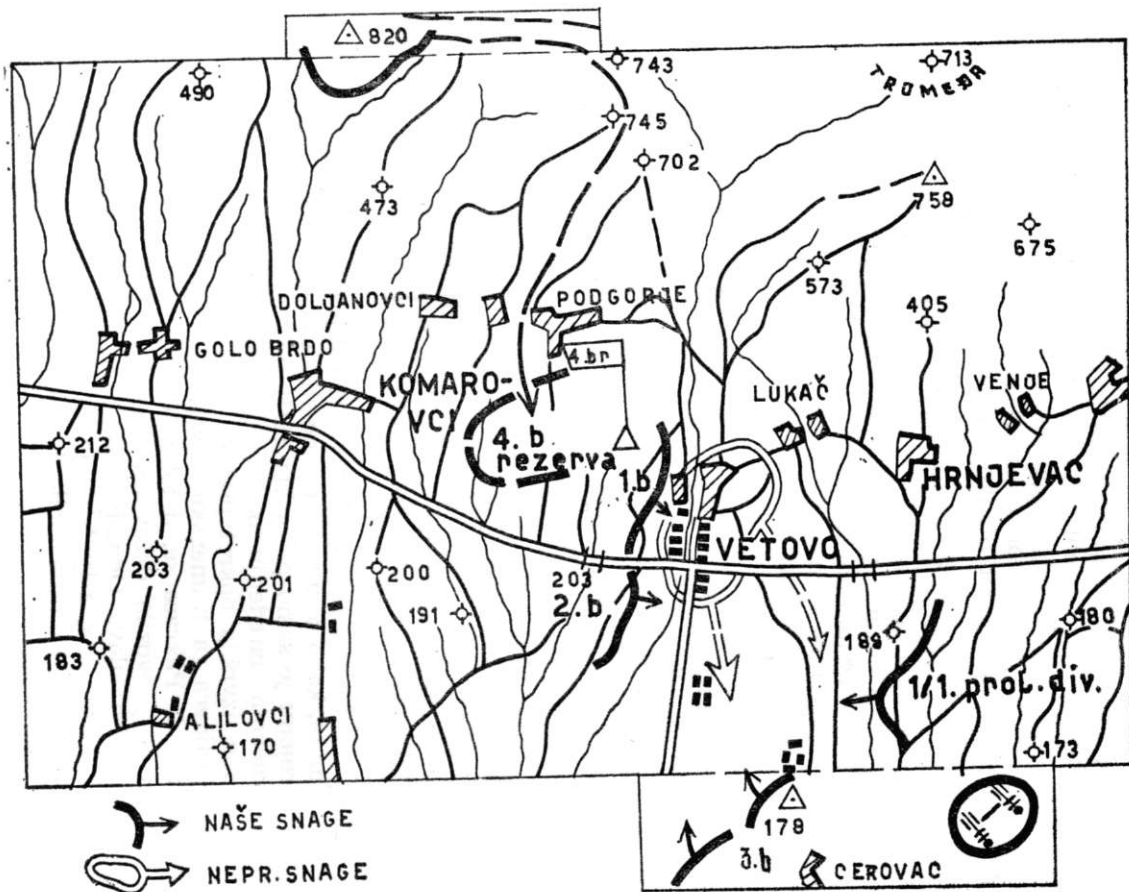 820
743
713
TROMEĐA
490
745
702
473
758
675
573
405
DOLJANOVCI
PODGORJE
GOLO BRDO
4.br
KOMARO-
VCI
LUKAČ
VENJE
212
4.b
rezerva
1.b
HRNJEVAC
VETOVO
203
201
200
203
191
2.b
189
180
183
1/1. prol. div.
ALILOVCI
170
173
NAŠE SNAGE
178
3.b
NEPR. SNAGE
CEROVAC